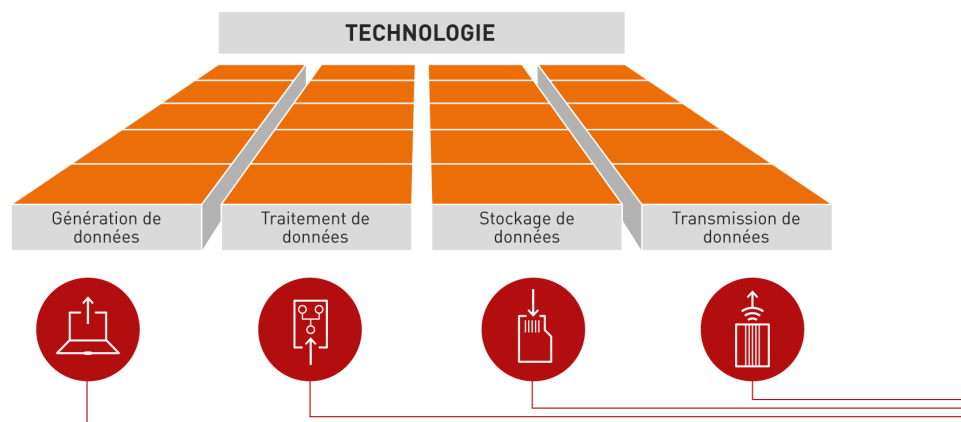 TECHNOLOGIE
Génération de
données
Traitement de
données
Stockage de
données
Transmission de
données